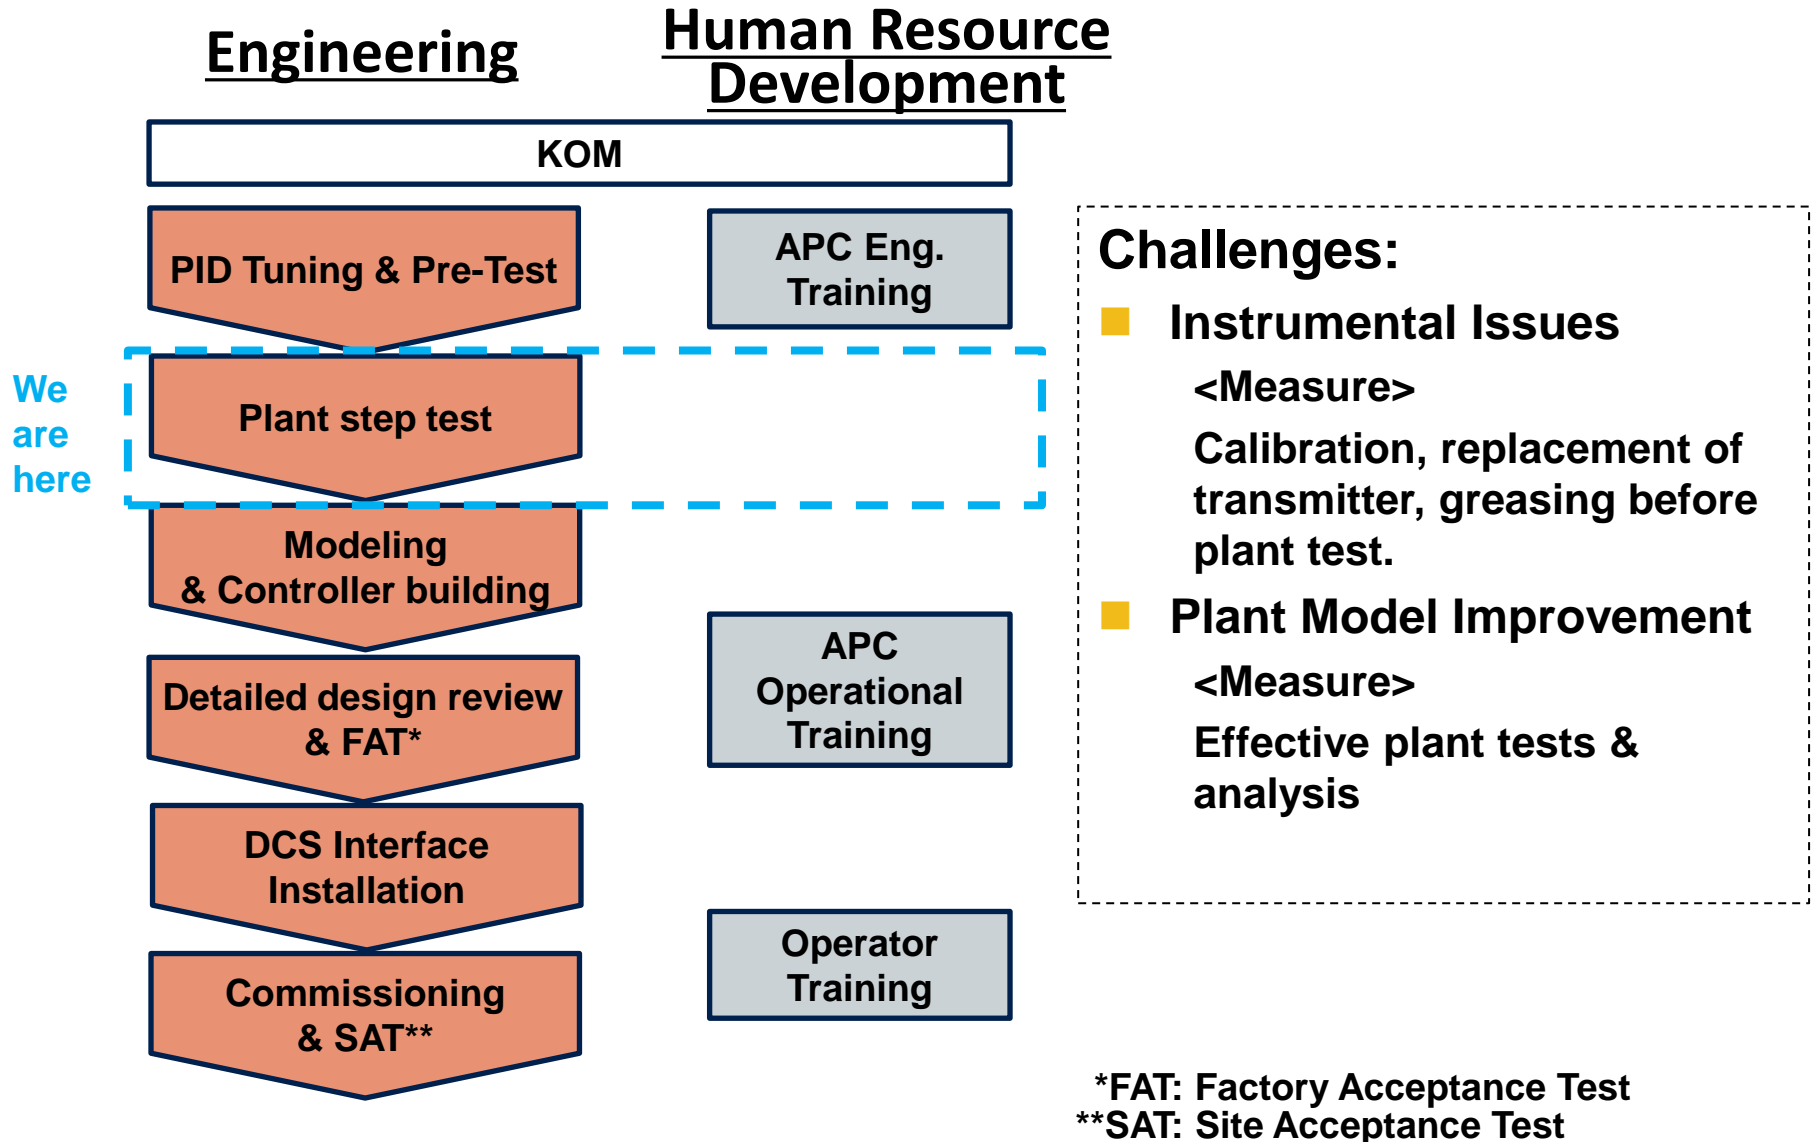 Engineering
Human Resource
Development
KOM
PID Tuning & Pre-Test
APC Eng.
Training
We
are
here
Plant step test
Modeling
& Controller building
Detailed design review
& FAT*
APC
Operational
Training
DCS Interface
Installation
Commissioning
& SAT**
Operator
Training
Challenges:
Instrumental Issues
<Measure>
Calibration, replacement of
transmitter, greasing before
plant test.
Plant Model Improvement
<Measure>
Effective plant tests &
analysis
*FAT: Factory Acceptance Test
**SAT: Site Acceptance Test